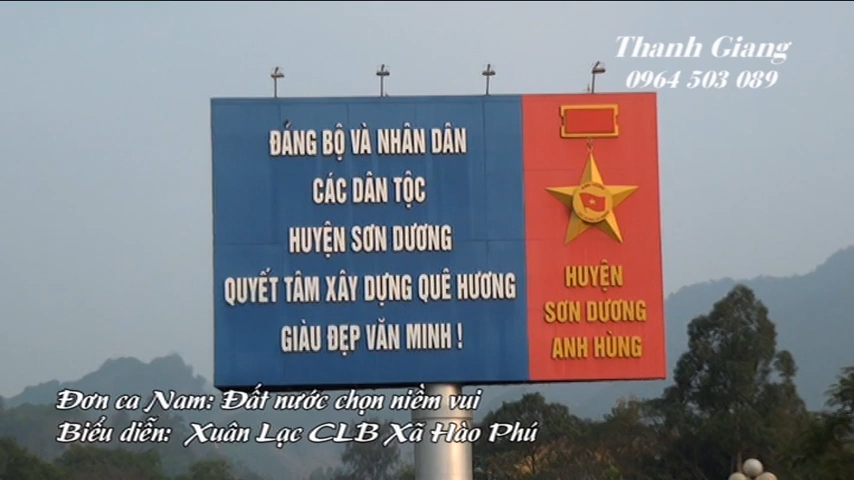 Thanh Giang
0964 503 089
ĐẢNG BỘ VÀ NHÂN DÂN
CÁC DÂN TỘC
HUYỆN SƠN DƯƠNG
QUYẾT TÂM XÂY DỰNG QUÊ HƯƠNG
GIÀU ĐẸP VĂN MINH !
HUYỆN
SƠN DƯƠNG
ANH HÙNG
Đơn ca Nam: Đất nước chọn niềm vui
Biểu diễn: Xuân Lạc CLB Xã Hào Phú